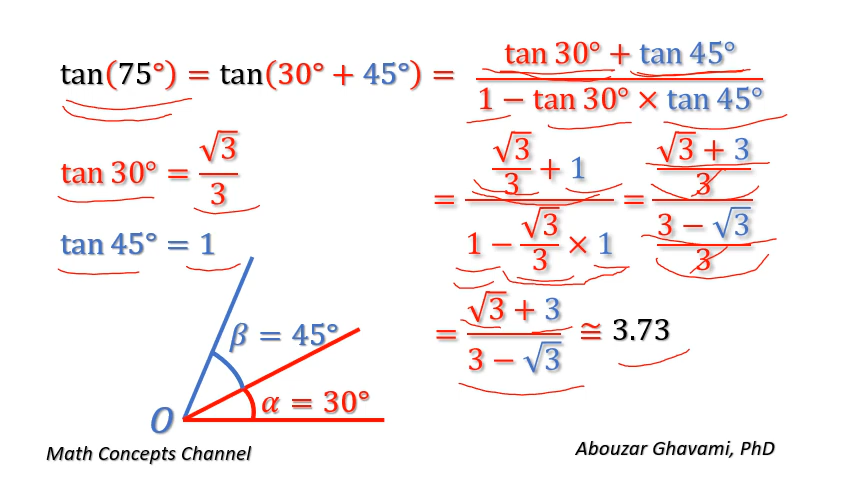 tan(75°) = tan(30° + 45°) = (tan 30° + tan 45°) / (1 − tan 30° × tan 45°)
tan 30° = √3 / 3
tan 45° = 1
= (√3/3 + 1) / (1 − √3/3 × 1) = ((√3 + 3)/3) / ((3 − √3)/3)
= (√3 + 3) / (3 − √3) ≅ 3.73
β = 45°
α = 30°
O
Math Concepts Channel
Abouzar Ghavami, PhD